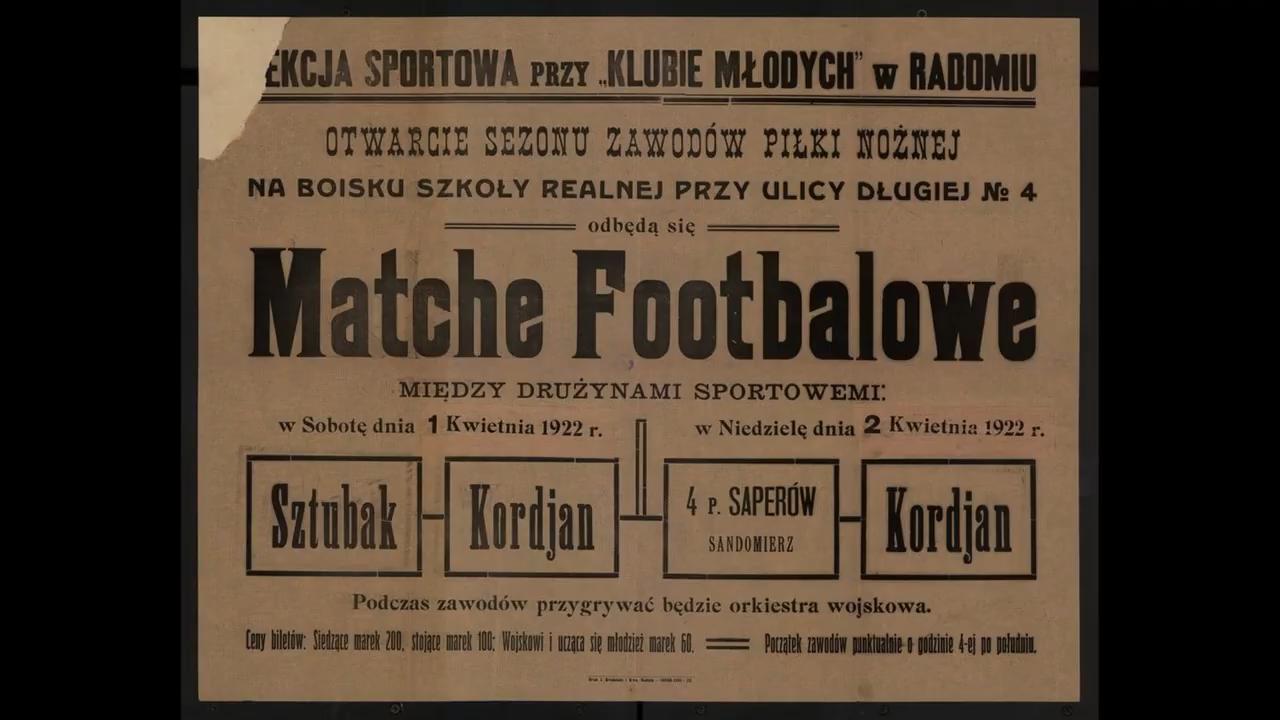 EKCJA SPORTOWA PRZY „KLUBIE MŁODYCH” W RADOMIU
OTWARCIE SEZONU ZAWODÓW PIŁKI NOŻNEJ
NA BOISKU SZKOŁY REALNEJ PRZY ULICY DŁUGIEJ № 4
odbędą się
Matche Footbalowe
MIĘDZY DRUŻYNAMI SPORTOWEMI:
w Sobotę dnia 1 Kwietnia 1922 r.
w Niedzielę dnia 2 Kwietnia 1922 r.
Sztubak — Kordjan
4 P. SAPERÓW SANDOMIERZ — Kordjan
Podczas zawodów przygrywać będzie orkiestra wojskowa.
Ceny biletów: Siedzące marek 200, stojące marek 100; Wojskowi i ucząca się młodzież marek 60. Początek zawodów punktualnie o godzinie 4-ej po południu.